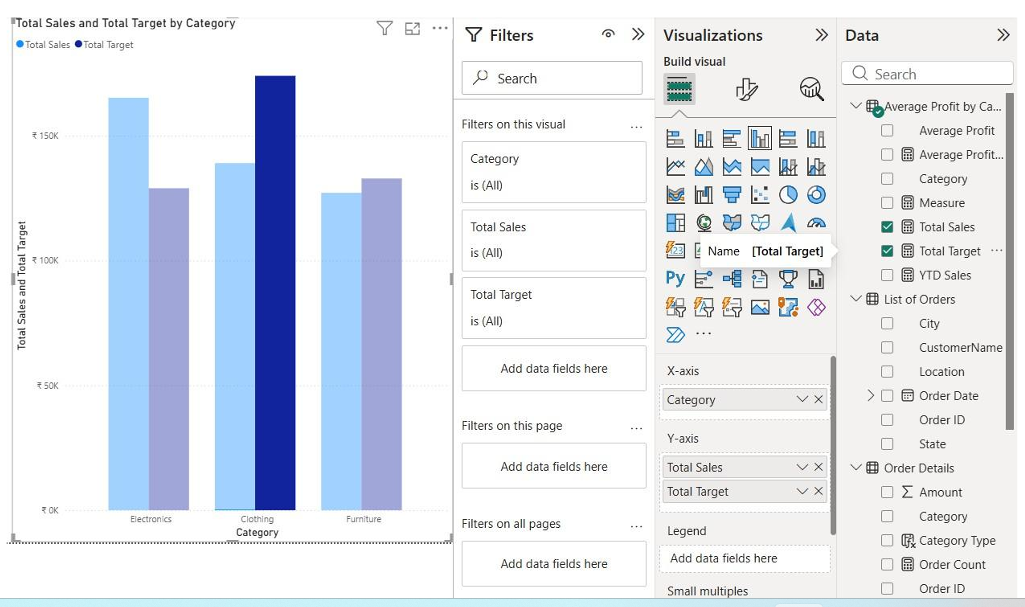 Total Sales and Total Target by Category
Total Sales Total Target
Total Sales and Total Target
₹ 150K
₹ 100K
₹ 50K
₹ 0K
Electronics Clothing Furniture
Category
Filters
Search
Filters on this visual
Category
is (All)
Total Sales
is (All)
Total Target
is (All)
Add data fields here
Filters on this page
Add data fields here
Filters on all pages
Add data fields here
Visualizations
Build visual
123
Name [Total Target]
Py
X-axis
Category
Y-axis
Total Sales
Total Target
Legend
Add data fields here
Small multiples
Data
Search
Average Profit by Ca...
Average Profit
Average Profit...
Category
Measure
Total Sales
Total Target
YTD Sales
List of Orders
City
CustomerName
Location
Order Date
Order ID
State
Order Details
Amount
Category
Category Type
Order Count
Order ID